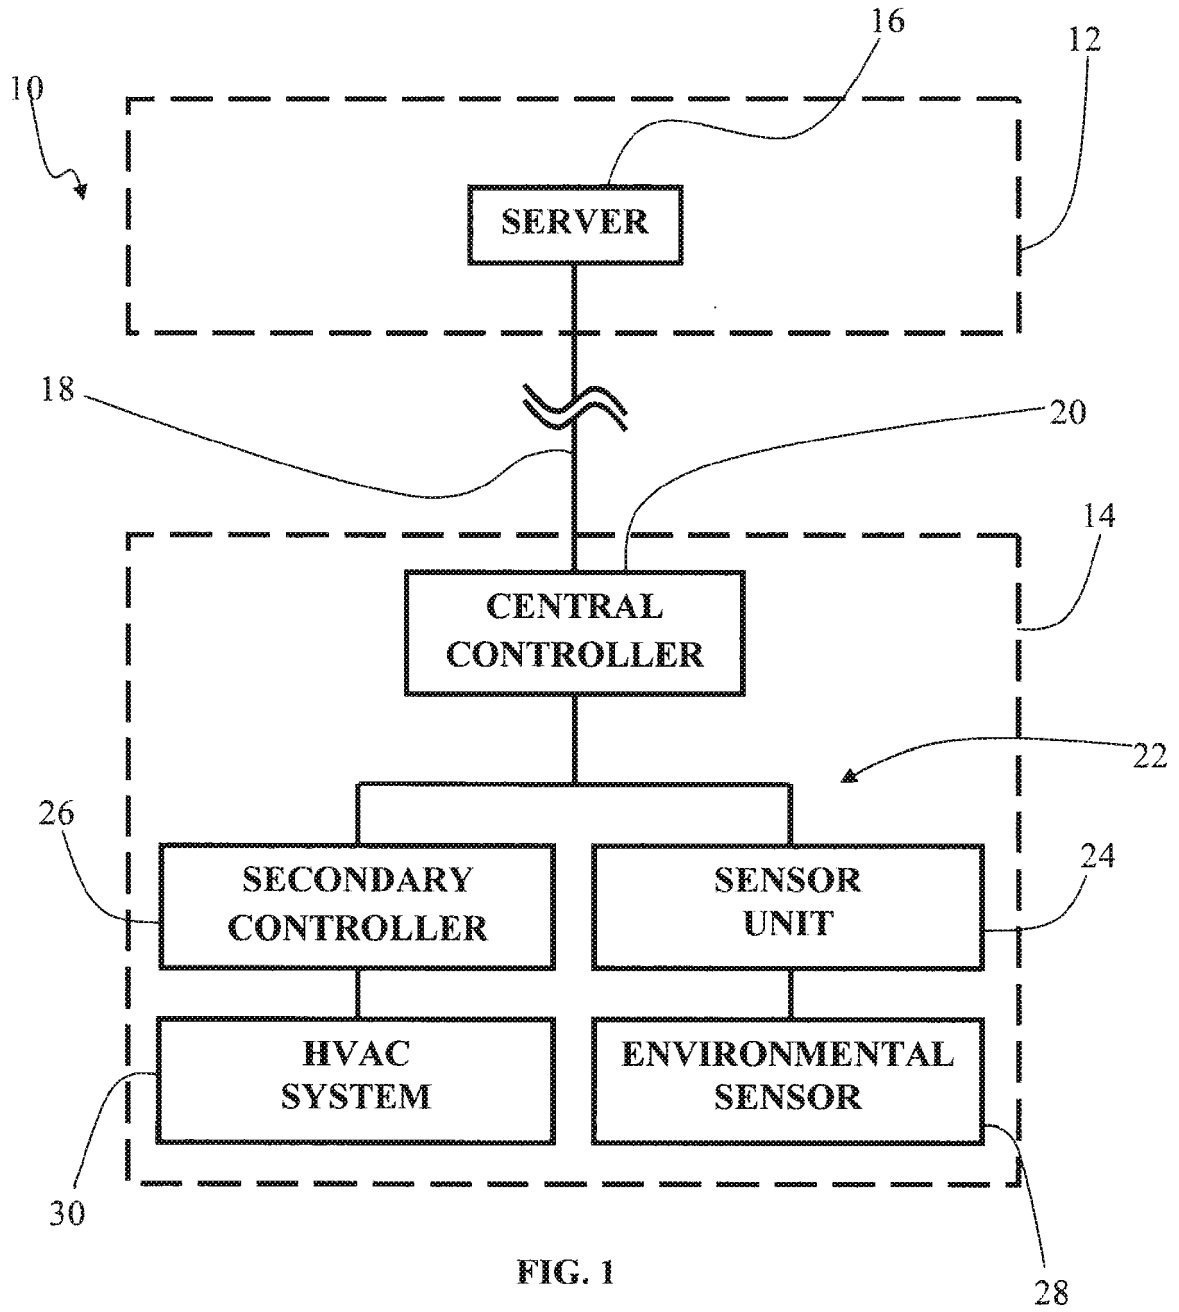 16
12
10
SERVER
18
20
14
CENTRAL
CONTROLLER
22
26
24
SECONDARY
CONTROLLER
SENSOR
UNIT
HVAC
SYSTEM
ENVIRONMENTAL
SENSOR
30
28
FIG. 1